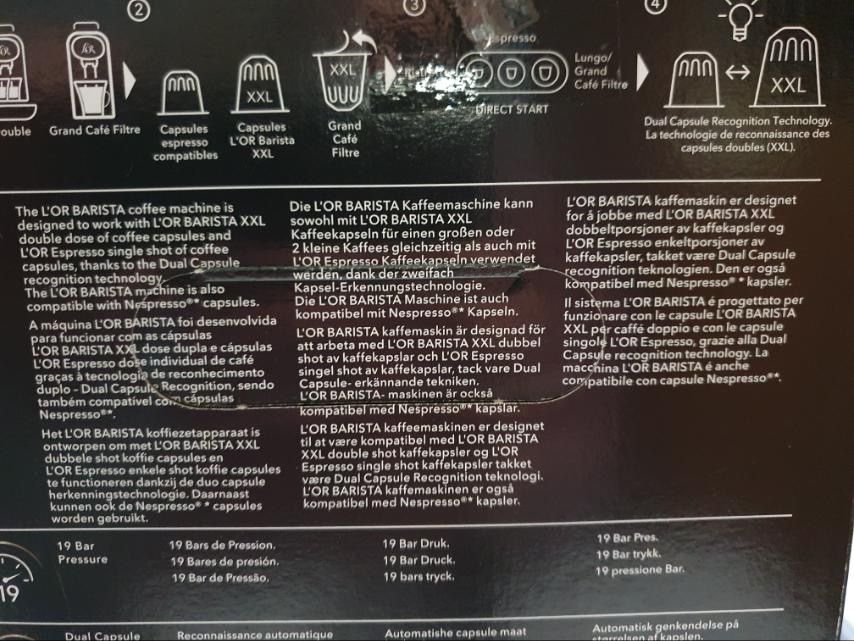 2
3
4
L'OR
XXL
XXL
Espresso
Lungo/
Grand
Café Filtre
DIRECT START
XXL
ouble
Grand Café Filtre
Capsules
espresso
compatibles
Capsules
L'OR Barista
XXL
Grand
Café
Filtre
Dual Capsule Recognition Technology.
La technologie de reconnaissance des
capsules doubles (XXL).
The L'OR BARISTA coffee machine is
designed to work with L'OR BARISTA XXL
double dose of coffee capsules and
L'OR Espresso single shot of coffee
capsules, thanks to the Dual Capsule
recognition technology.
The L'OR BARISTA machine is also
compatible with Nespresso®* capsules.
A máquina L'OR BARISTA foi desenvolvida
para funcionar com as cápsulas
L'OR BARISTA XXL dose dupla e cápsulas
L'OR Espresso dose individual de café
graças à tecnologia de reconhecimento
duplo - Dual Capsule Recognition, sendo
também compatível com cápsulas
Nespresso®*.
Het L'OR BARISTA koffiezetapparaat is
ontworpen om met L'OR BARISTA XXL
dubbele shot koffie capsules en
L'OR Espresso enkele shot koffie capsules
te functioneren dankzij de duo capsule
herkenningstechnologie. Daarnaast
kunnen ook de Nespresso® * capsules
worden gebruikt.
Die L'OR BARISTA Kaffeemaschine kann
sowohl mit L'OR BARISTA XXL
Kaffeekapseln für einen großen oder
2 kleine Kaffees gleichzeitig als auch mit
L'OR Espresso Kaffeekapseln verwendet
werden, dank der zweifach
Kapsel-Erkennungstechnologie.
Die L'OR BARISTA Maschine ist auch
kompatibel mit Nespresso®* Kapseln.
L'OR BARISTA kaffemaskin är designad för
att arbeta med L'OR BARISTA XXL dubbel
shot av kaffekapslar och L'OR Espresso
singel shot av kaffekapslar, tack vare Dual
Capsule- erkännande tekniken.
L'OR BARISTA- maskinen är också
kompatibel med Nespresso®* kapslar.
L'OR BARISTA kaffemaskinen er designet
til at være kompatibel med L'OR BARISTA
XXL double shot kaffekapsler og L'OR
Espresso single shot kaffekapsler takket
være Dual Capsule Recognition teknologi.
L'OR BARISTA kaffemaskinen er også
kompatibel med Nespresso®* kapsler.
L'OR BARISTA kaffemaskin er designet
for å jobbe med L'OR BARISTA XXL
dobbeltporsjoner av kaffekapsler og
L'OR Espresso enkeltporsjoner av
kaffekapsler, takket være Dual Capsule
recognition teknologien. Den er også
kompatibel med Nespresso®* kapsler.
Il sistema L'OR BARISTA é progettato per
funzionare con le capsule L'OR BARISTA
XXL per caffé doppio e con le capsule
singole L'OR Espresso, grazie alla Dual
Capsule recognition technology. La
macchina L'OR BARISTA é anche
compatibile con capsule Nespresso®*.
19
19 Bar
Pressure
19 Bars de Pression.
19 Bares de presión.
19 Bar de Pressão.
19 Bar Druk.
19 Bar Druck.
19 bars tryck.
19 Bar Pres.
19 Bar trykk.
19 pressione Bar.
Dual Capsule
Reconnaissance automatique
Automatishe capsule maat
Automatisk genkendelse på
størrelsen af kapslen.